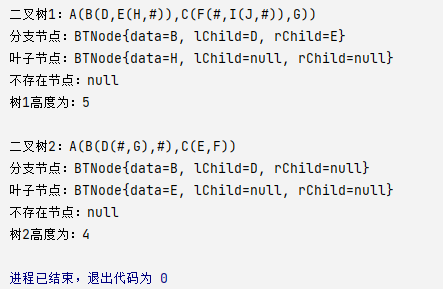 二叉树1：A(B(D,E(H,#)),C(F(#,I(J,#)),G))
分支节点：BTNode{data=B, lChild=D, rChild=E}
叶子节点：BTNode{data=H, lChild=null, rChild=null}
不存在节点：null
树1高度为：5
二叉树2：A(B(D(#,G),#),C(E,F))
分支节点：BTNode{data=B, lChild=D, rChild=null}
叶子节点：BTNode{data=E, lChild=null, rChild=null}
不存在节点：null
树2高度为：4
进程已结束，退出代码为 0